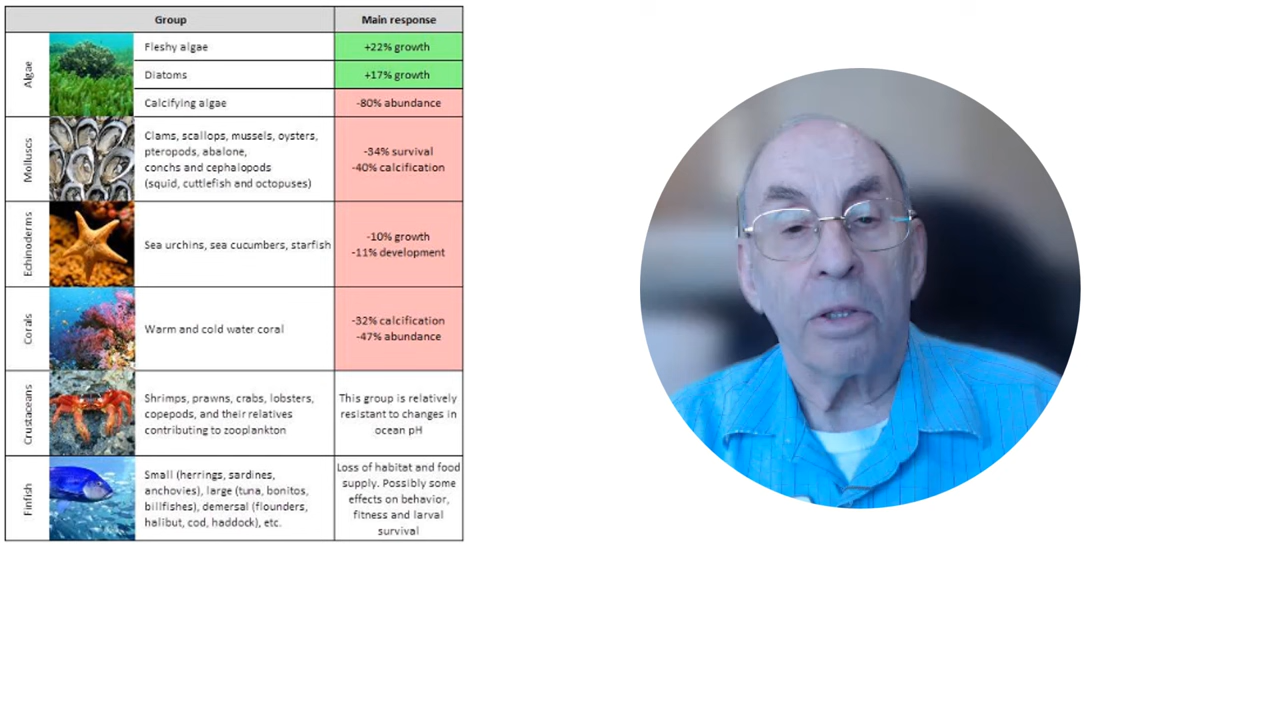 Group Main response
Algae
Fleshy algae +22% growth
Diatoms +17% growth
Calcifying algae -80% abundance
Molluscs
Clams, scallops, mussels, oysters,
pteropods, abalone,
conchs and cephalopods
(squid, cuttlefish and octopuses)
-34% survival
-40% calcification
Echinoderms
Sea urchins, sea cucumbers, starfish
-10% growth
-11% development
Corals
Warm and cold water coral
-32% calcification
-47% abundance
Crustaceans
Shrimps, prawns, crabs, lobsters,
copepods, and their relatives
contributing to zooplankton
This group is relatively
resistant to changes in
ocean pH
Finfish
Small (herrings, sardines,
anchovies), large (tuna, bonitos,
billfishes), demersal (flounders,
halibut, cod, haddock), etc.
Loss of habitat and food
supply. Possibly some
effects on behavior,
fitness and larval
survival